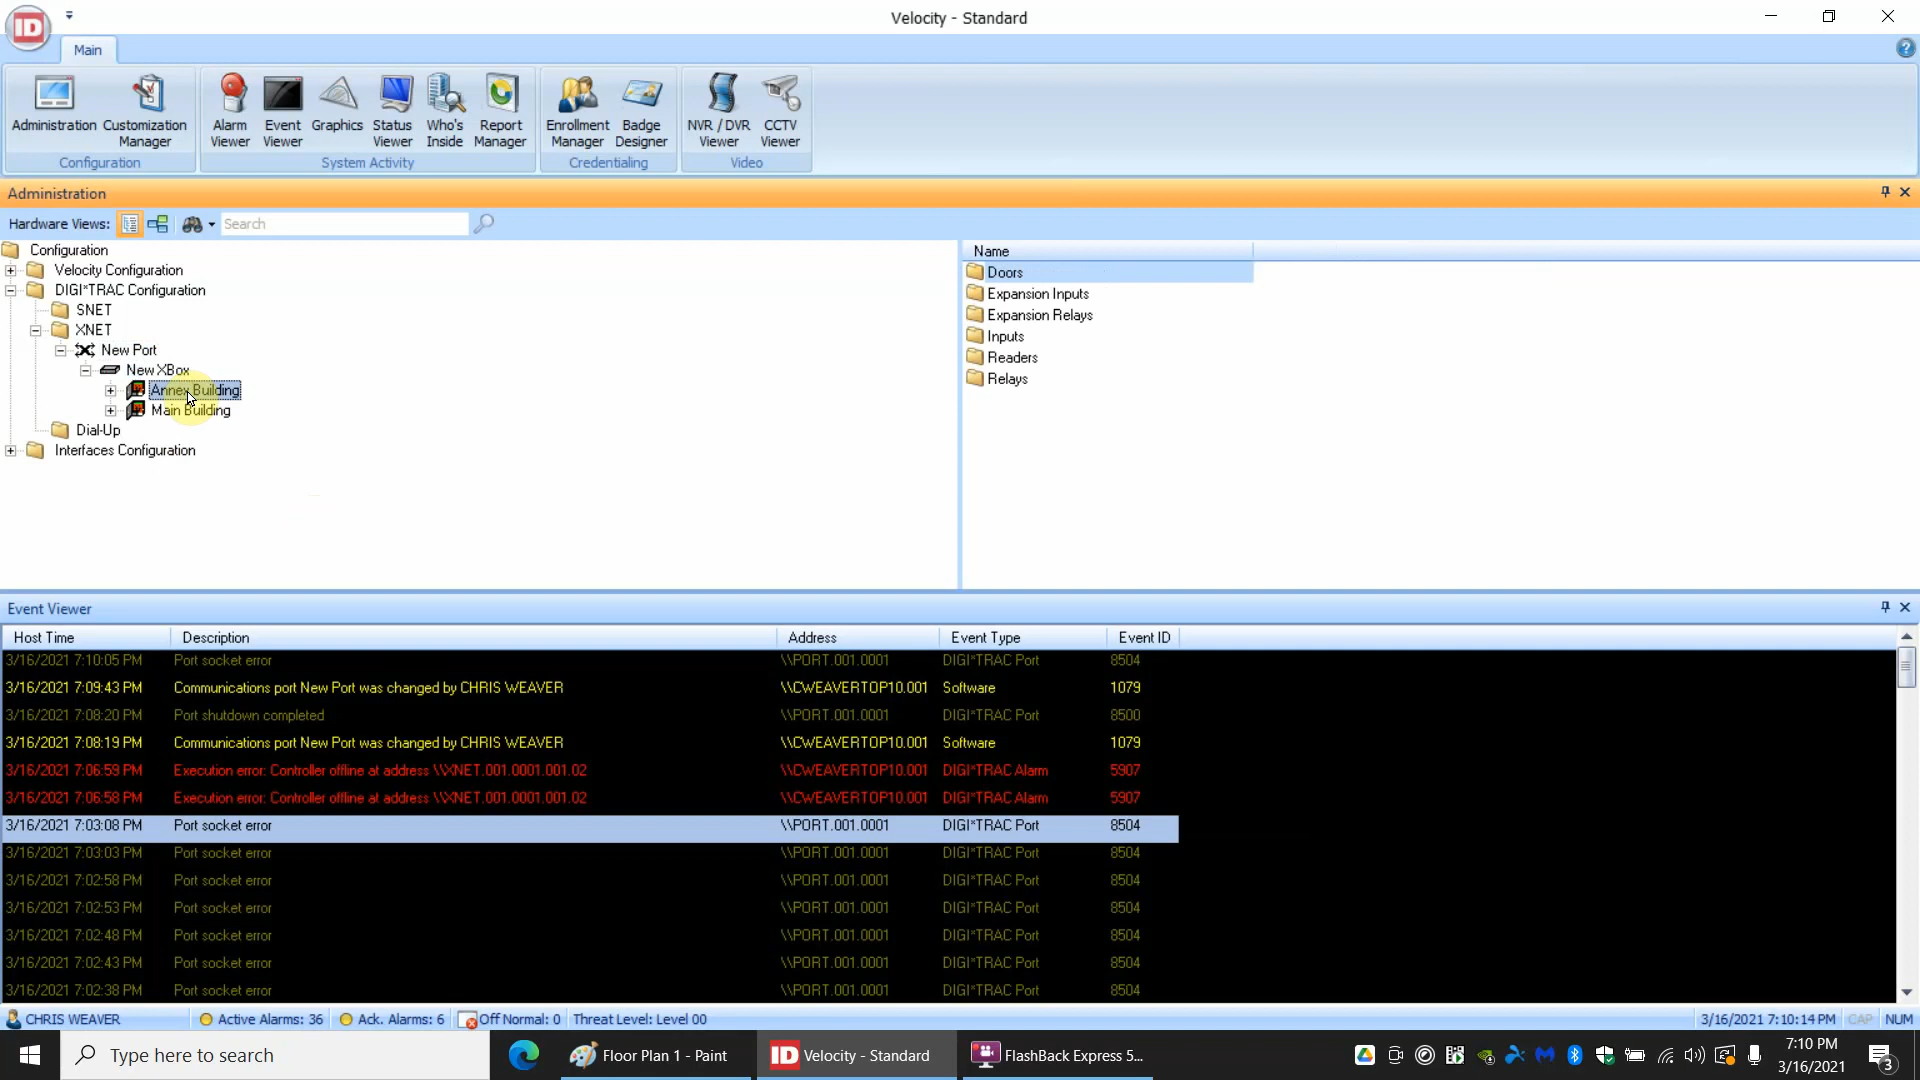 ID
Velocity - Standard
Main
Administration
Customization
Manager
Alarm
Viewer
Event
Viewer
Graphics
Status
Viewer
Who's
Inside
Report
Manager
Enrollment
Manager
Badge
Designer
NVR / DVR
Viewer
CCTV
Viewer
Configuration
System Activity
Credentialing
Video
Administration
Hardware Views:
Search
Configuration
Velocity Configuration
DIGI*TRAC Configuration
SNET
XNET
New Port
New XBox
Annex Building
Main Building
Dial-Up
Interfaces Configuration
Name
Doors
Expansion Inputs
Expansion Relays
Inputs
Readers
Relays
Event Viewer
Host Time Description Address Event Type Event ID
3/16/2021 7:10:05 PM Port socket error \\PORT.001.0001 DIGI*TRAC Port 8504
3/16/2021 7:09:43 PM Communications port New Port was changed by CHRIS WEAVER \\CWEAVERTOP10.001 Software 1079
3/16/2021 7:08:20 PM Port shutdown completed \\PORT.001.0001 DIGI*TRAC Port 8500
3/16/2021 7:08:19 PM Communications port New Port was changed by CHRIS WEAVER \\CWEAVERTOP10.001 Software 1079
3/16/2021 7:06:59 PM Execution error: Controller offline at address \\XNET.001.0001.001.02 \\CWEAVERTOP10.001 DIGI*TRAC Alarm 5907
3/16/2021 7:06:58 PM Execution error: Controller offline at address \\XNET.001.0001.001.02 \\CWEAVERTOP10.001 DIGI*TRAC Alarm 5907
3/16/2021 7:03:08 PM Port socket error \\PORT.001.0001 DIGI*TRAC Port 8504
3/16/2021 7:03:03 PM Port socket error \\PORT.001.0001 DIGI*TRAC Port 8504
3/16/2021 7:02:58 PM Port socket error \\PORT.001.0001 DIGI*TRAC Port 8504
3/16/2021 7:02:53 PM Port socket error \\PORT.001.0001 DIGI*TRAC Port 8504
3/16/2021 7:02:48 PM Port socket error \\PORT.001.0001 DIGI*TRAC Port 8504
3/16/2021 7:02:43 PM Port socket error \\PORT.001.0001 DIGI*TRAC Port 8504
3/16/2021 7:02:38 PM Port socket error \\PORT.001.0001 DIGI*TRAC Port 8504
CHRIS WEAVER Active Alarms: 36 Ack. Alarms: 6 Off Normal: 0 Threat Level: Level 00 3/16/2021 7:10:14 PM CAP NUM
Type here to search
Floor Plan 1 - Paint
ID Velocity - Standard
FlashBack Express 5...
7:10 PM
3/16/2021
3